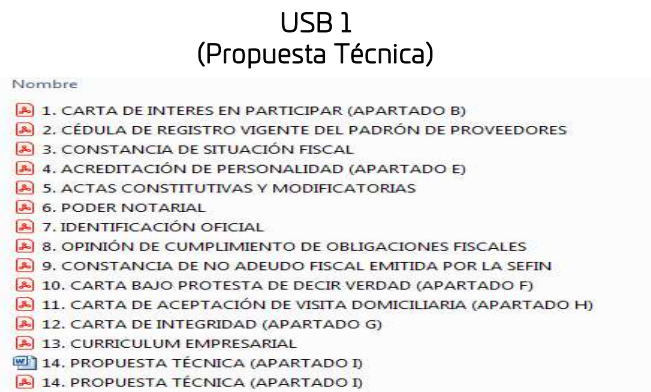 USB 1
(Propuesta Técnica)
Nombre
1. CARTA DE INTERES EN PARTICIPAR (APARTADO B)
2. CÉDULA DE REGISTRO VIGENTE DEL PADRÓN DE PROVEEDORES
3. CONSTANCIA DE SITUACIÓN FISCAL
4. ACREDITACIÓN DE PERSONALIDAD (APARTADO E)
5. ACTAS CONSTITUTIVAS Y MODIFICATORIAS
6. PODER NOTARIAL
7. IDENTIFICACIÓN OFICIAL
8. OPINIÓN DE CUMPLIMIENTO DE OBLIGACIONES FISCALES
9. CONSTANCIA DE NO ADEUDO FISCAL EMITIDA POR LA SEFIN
10. CARTA BAJO PROTESTA DE DECIR VERDAD (APARTADO F)
11. CARTA DE ACEPTACIÓN DE VISITA DOMICILIARIA (APARTADO H)
12. CARTA DE INTEGRIDAD (APARTADO G)
13. CURRICULUM EMPRESARIAL
14. PROPUESTA TÉCNICA (APARTADO I)
14. PROPUESTA TÉCNICA (APARTADO I)